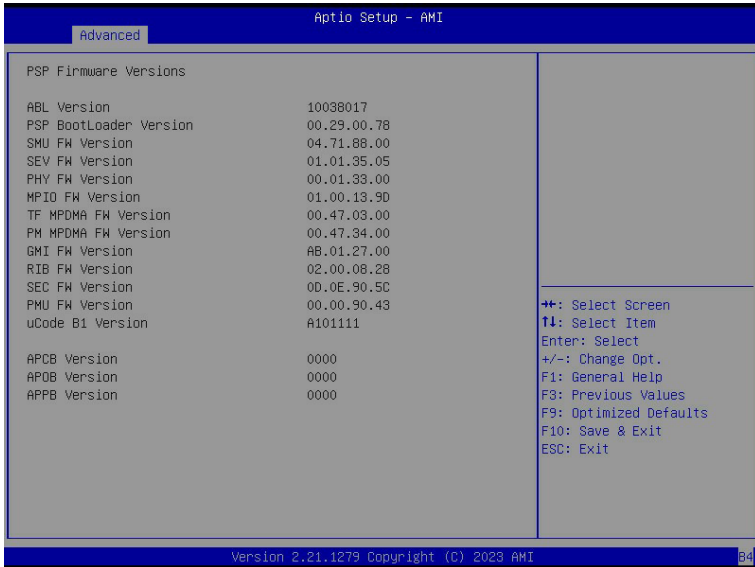 Aptio Setup - AMI
Advanced
PSP Firmware Versions
ABL Version 10038017
PSP BootLoader Version 00.29.00.78
SMU FW Version 04.71.88.00
SEV FW Version 01.01.35.05
PHY FW Version 00.01.33.00
MPIO FW Version 01.00.13.9D
TF MPDMA FW Version 00.47.03.00
PM MPDMA FW Version 00.47.34.00
GMI FW Version AB.01.27.00
RIB FW Version 02.00.08.28
SEC FW Version 0D.0E.90.5C
PMU FW Version 00.00.90.43
uCode B1 Version A101111
APCB Version 0000
APOB Version 0000
APPB Version 0000
→←: Select Screen
↑↓: Select Item
Enter: Select
+/-: Change Opt.
F1: General Help
F3: Previous Values
F9: Optimized Defaults
F10: Save & Exit
ESC: Exit
Version 2.21.1279 Copyright (C) 2023 AMI
B4